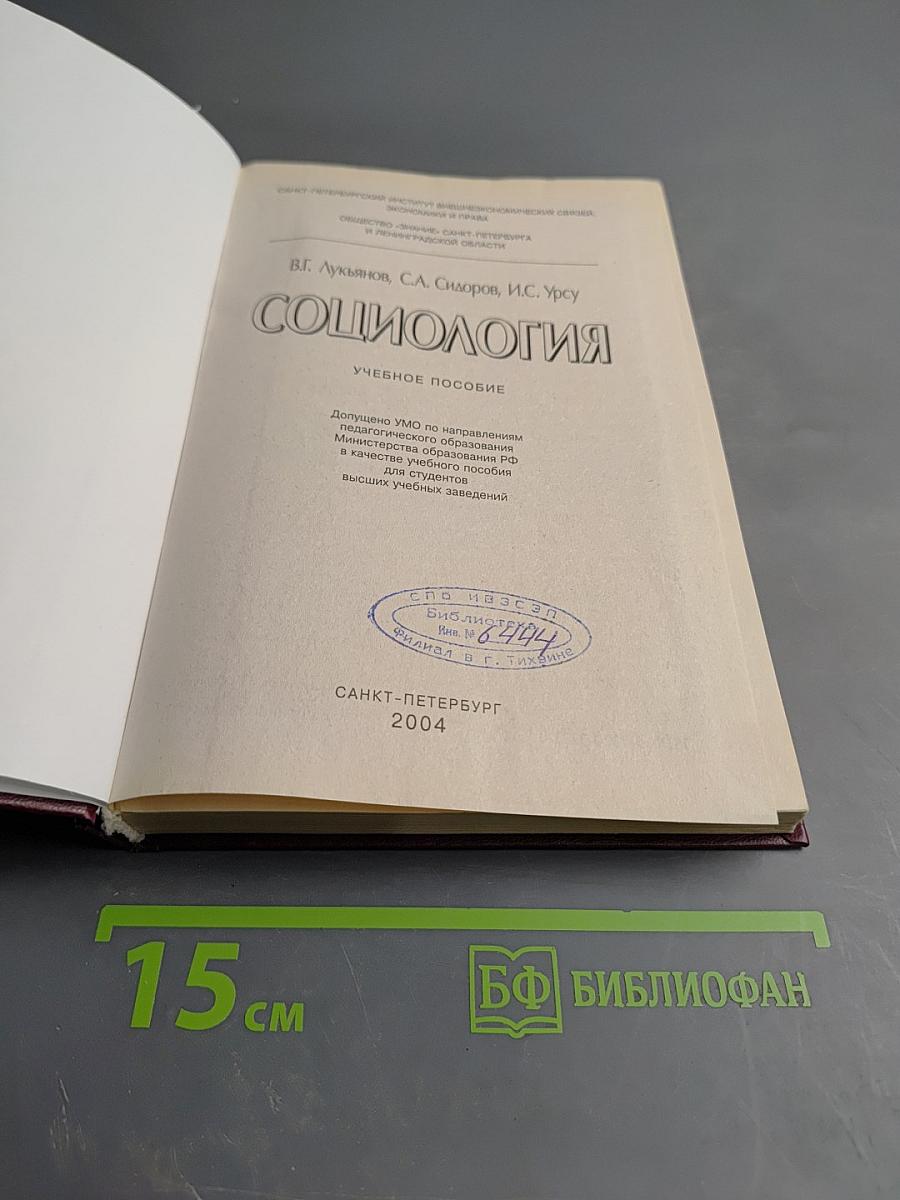 САНКТ-ПЕТЕРБУРГСКИЙ ИНСТИТУТ ВНЕШНЕЭКОНОМИЧЕСКИХ СВЯЗЕЙ,
ЭКОНОМИКИ И ПРАВА
ОБЩЕСТВО «ЗНАНИЕ» САНКТ-ПЕТЕРБУРГА
И ЛЕНИНГРАДСКОЙ ОБЛАСТИ
В.Г. Лукьянов, С.А. Сидоров, И.С. Урсу
СОЦИОЛОГИЯ
УЧЕБНОЕ ПОСОБИЕ
Допущено УМО по направлениям
педагогического образования
Министерства образования РФ
в качестве учебного пособия
для студентов
высших учебных заведений
СПб ИВЭСЭП
Библиотека
Инв. № 6444
Филиал в г. Тихвине
САНКТ-ПЕТЕРБУРГ
2004
15 см
БФ БИБЛИОФАН